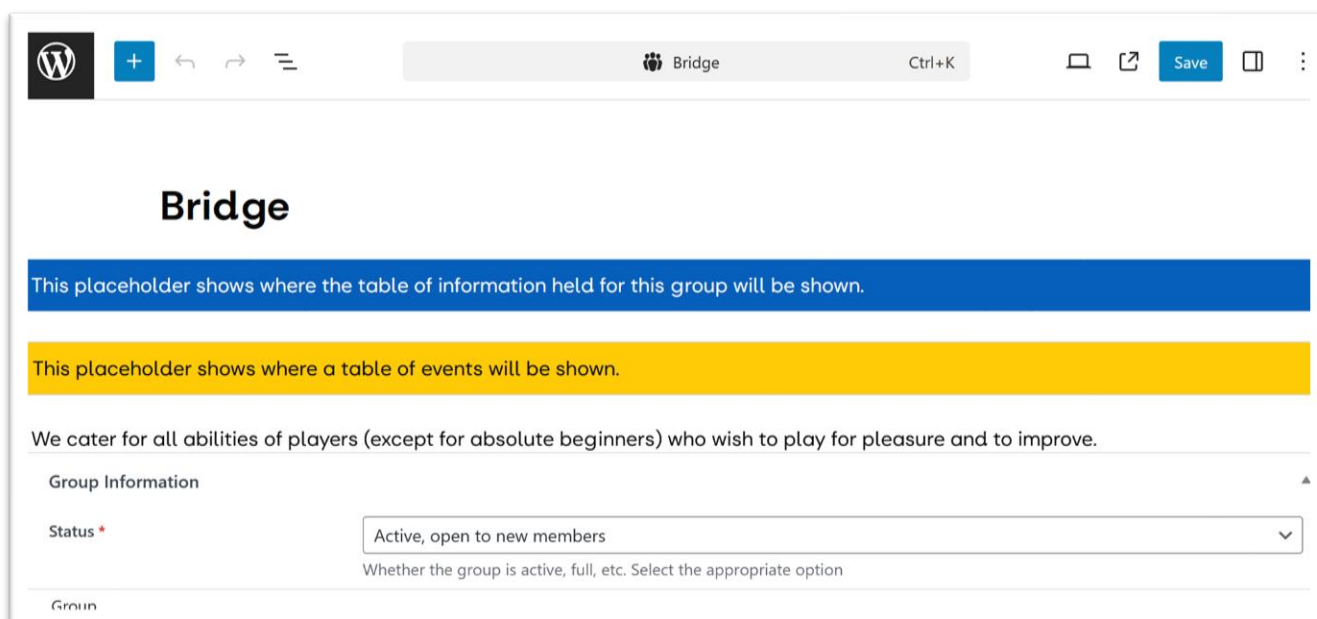 Bridge Ctrl+K Save
Bridge
This placeholder shows where the table of information held for this group will be shown.
This placeholder shows where a table of events will be shown.
We cater for all abilities of players (except for absolute beginners) who wish to play for pleasure and to improve.
Group Information
Status * Active, open to new members
Whether the group is active, full, etc. Select the appropriate option
Group